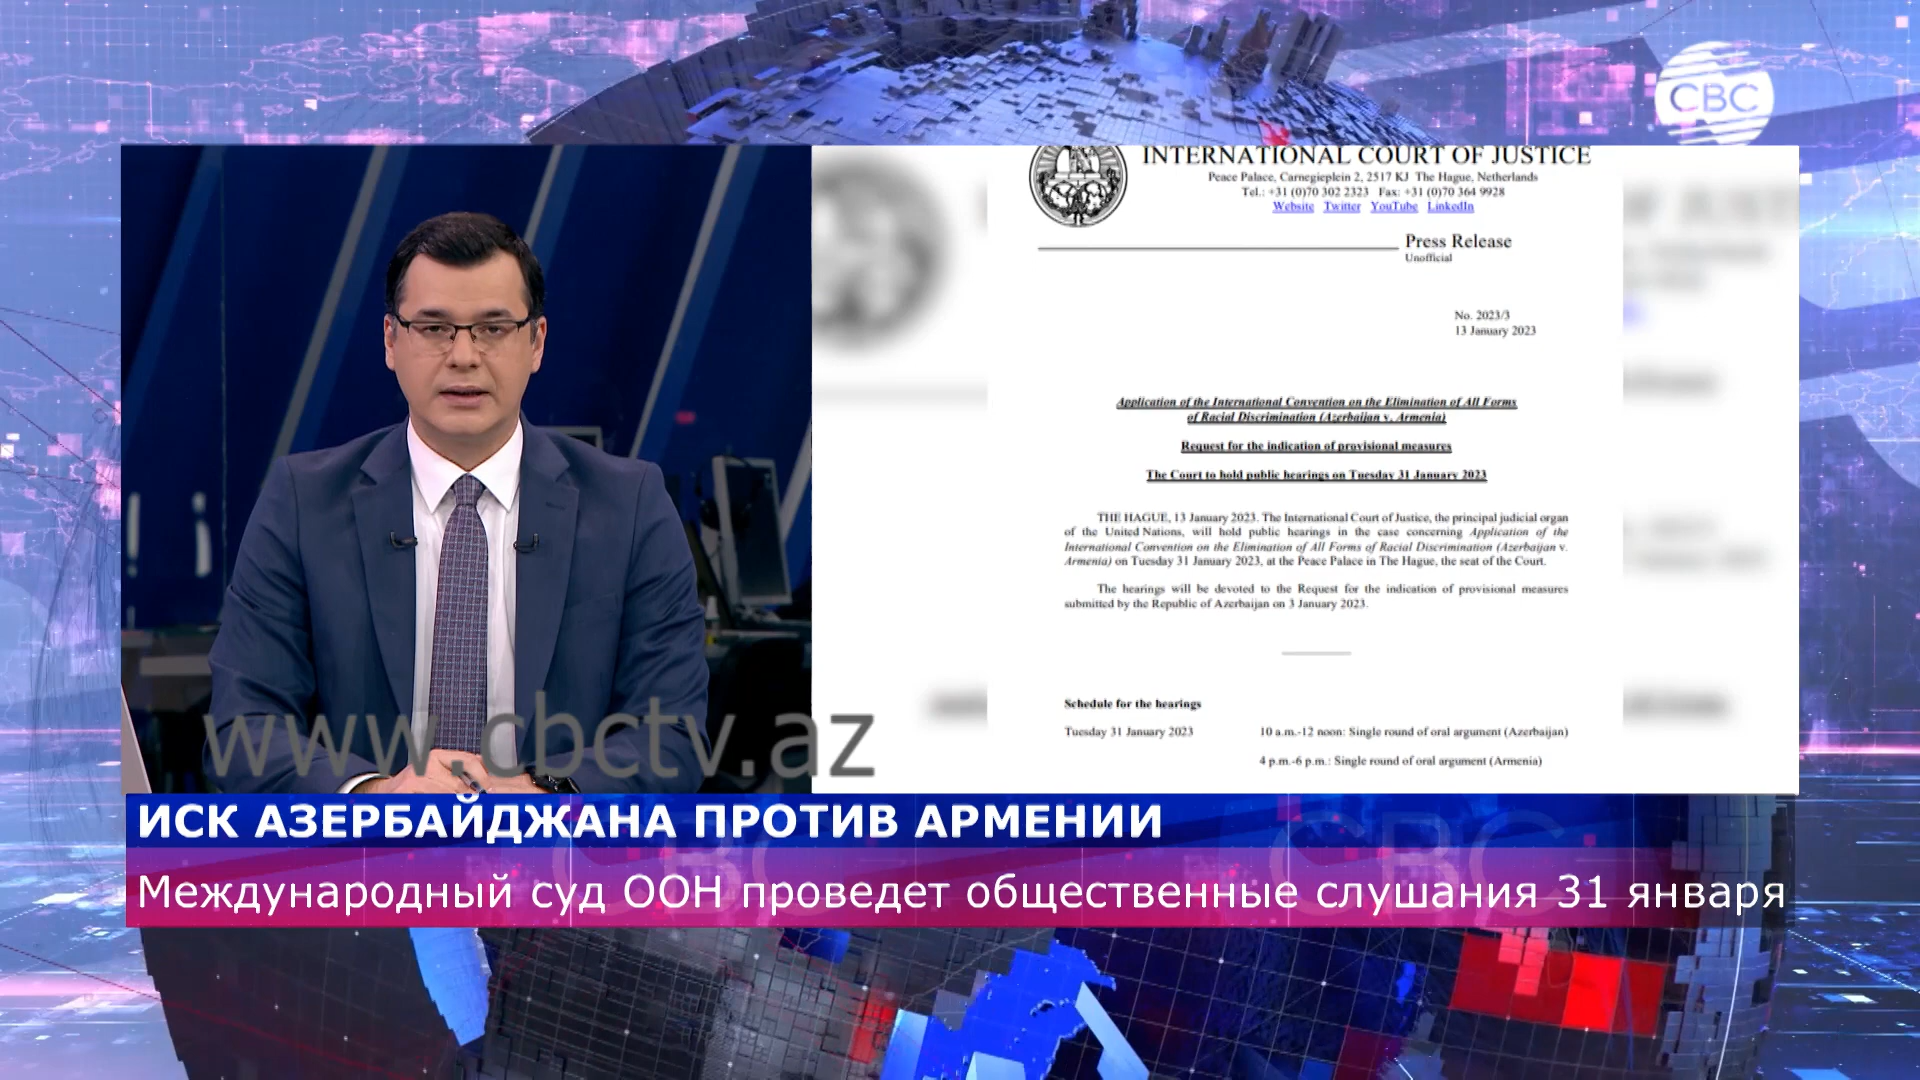 CBC
INTERNATIONAL COURT OF JUSTICE
Peace Palace, Carnegieplein 2, 2517 KJ The Hague, Netherlands
Tel.: +31 (0)70 302 2323 Fax: +31 (0)70 364 9928
Website Twitter YouTube LinkedIn
Press Release
Unofficial
No. 2023/3
13 January 2023
Application of the International Convention on the Elimination of All Forms
of Racial Discrimination (Azerbaijan v. Armenia)
Request for the indication of provisional measures
The Court to hold public hearings on Tuesday 31 January 2023
THE HAGUE, 13 January 2023. The International Court of Justice, the principal judicial organ
of the United Nations, will hold public hearings in the case concerning Application of the
International Convention on the Elimination of All Forms of Racial Discrimination (Azerbaijan v.
Armenia) on Tuesday 31 January 2023, at the Peace Palace in The Hague, the seat of the Court.
The hearings will be devoted to the Request for the indication of provisional measures
submitted by the Republic of Azerbaijan on 3 January 2023.
Schedule for the hearings
Tuesday 31 January 2023 10 a.m.-12 noon: Single round of oral argument (Azerbaijan)
4 p.m.-6 p.m.: Single round of oral argument (Armenia)
www.cbctv.az
ИСК АЗЕРБАЙДЖАНА ПРОТИВ АРМЕНИИ
Международный суд ООН проведет общественные слушания 31 января